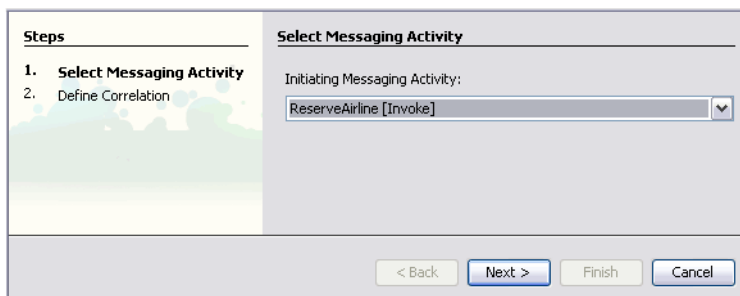 Steps
1. Select Messaging Activity
2. Define Correlation
Select Messaging Activity
Initiating Messaging Activity:
ReserveAirline [Invoke]
< Back
Next >
Finish
Cancel